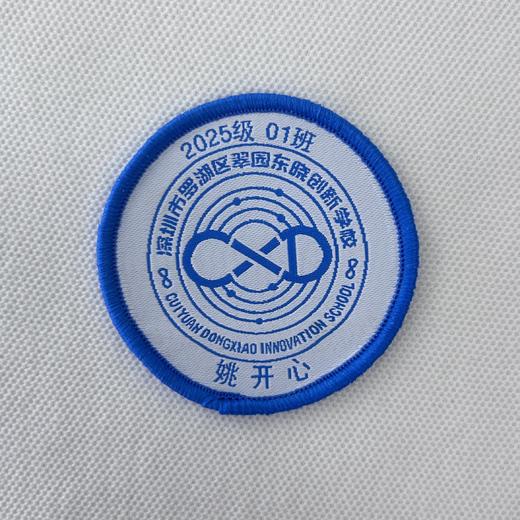 2025级 01班
深圳市罗湖区翠园东晓创新学校
CXD
CUIYUAN DONGXIAO INNOVATION SCHOOL
姚开心